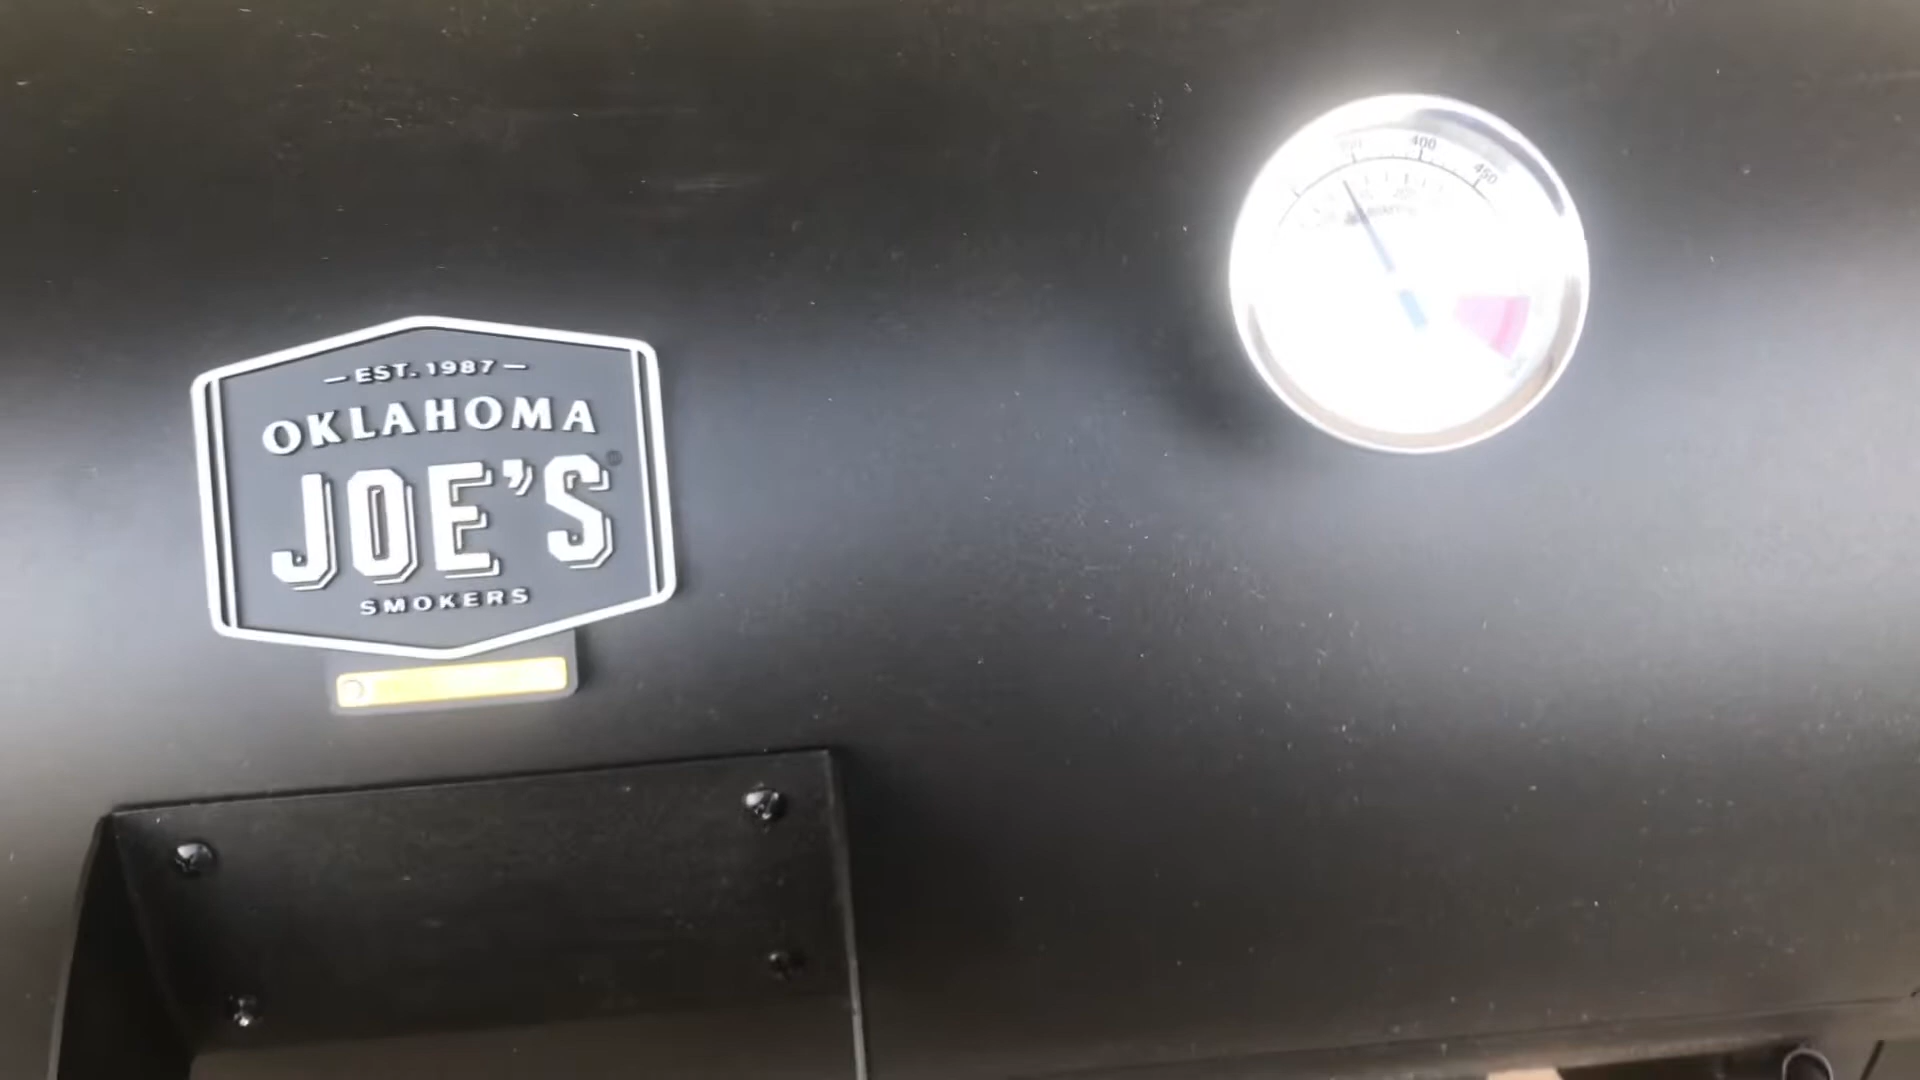 — EST. 1987 —
OKLAHOMA
JOE'S®
SMOKERS
400
450